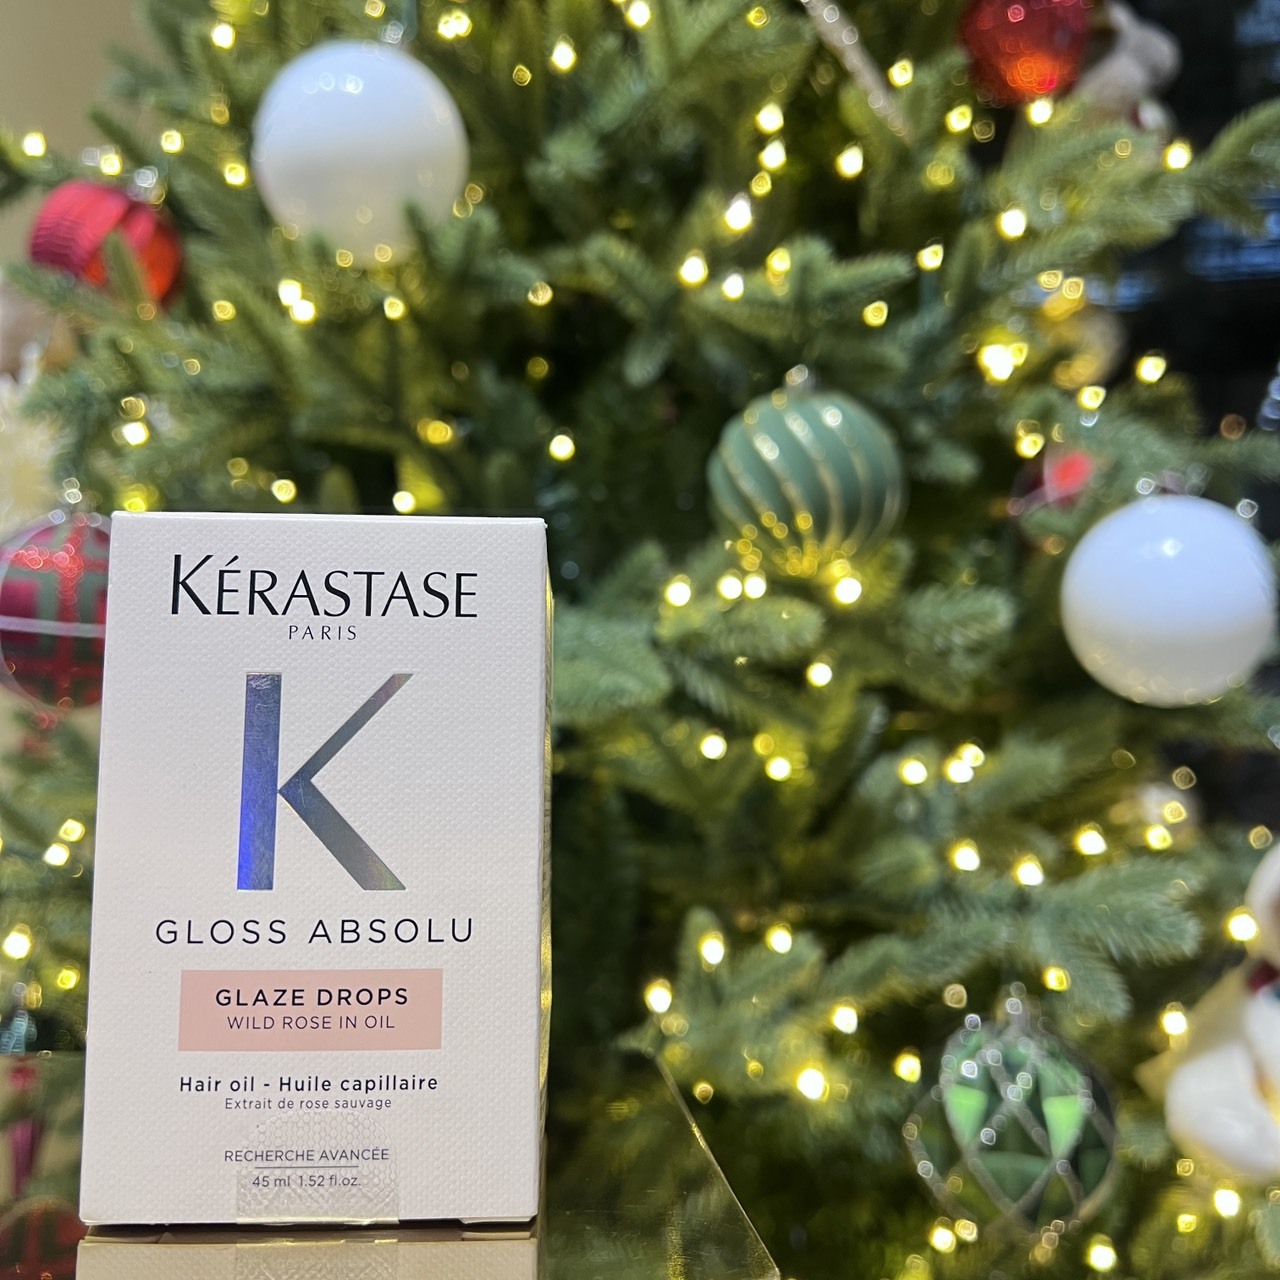 KÉRASTASE
PARIS
K
GLOSS ABSOLU
GLAZE DROPS
WILD ROSE IN OIL
Hair oil - Huile capillaire
Extrait de rose sauvage
RECHERCHE AVANCÉE
45 ml 1.52 fl.oz.